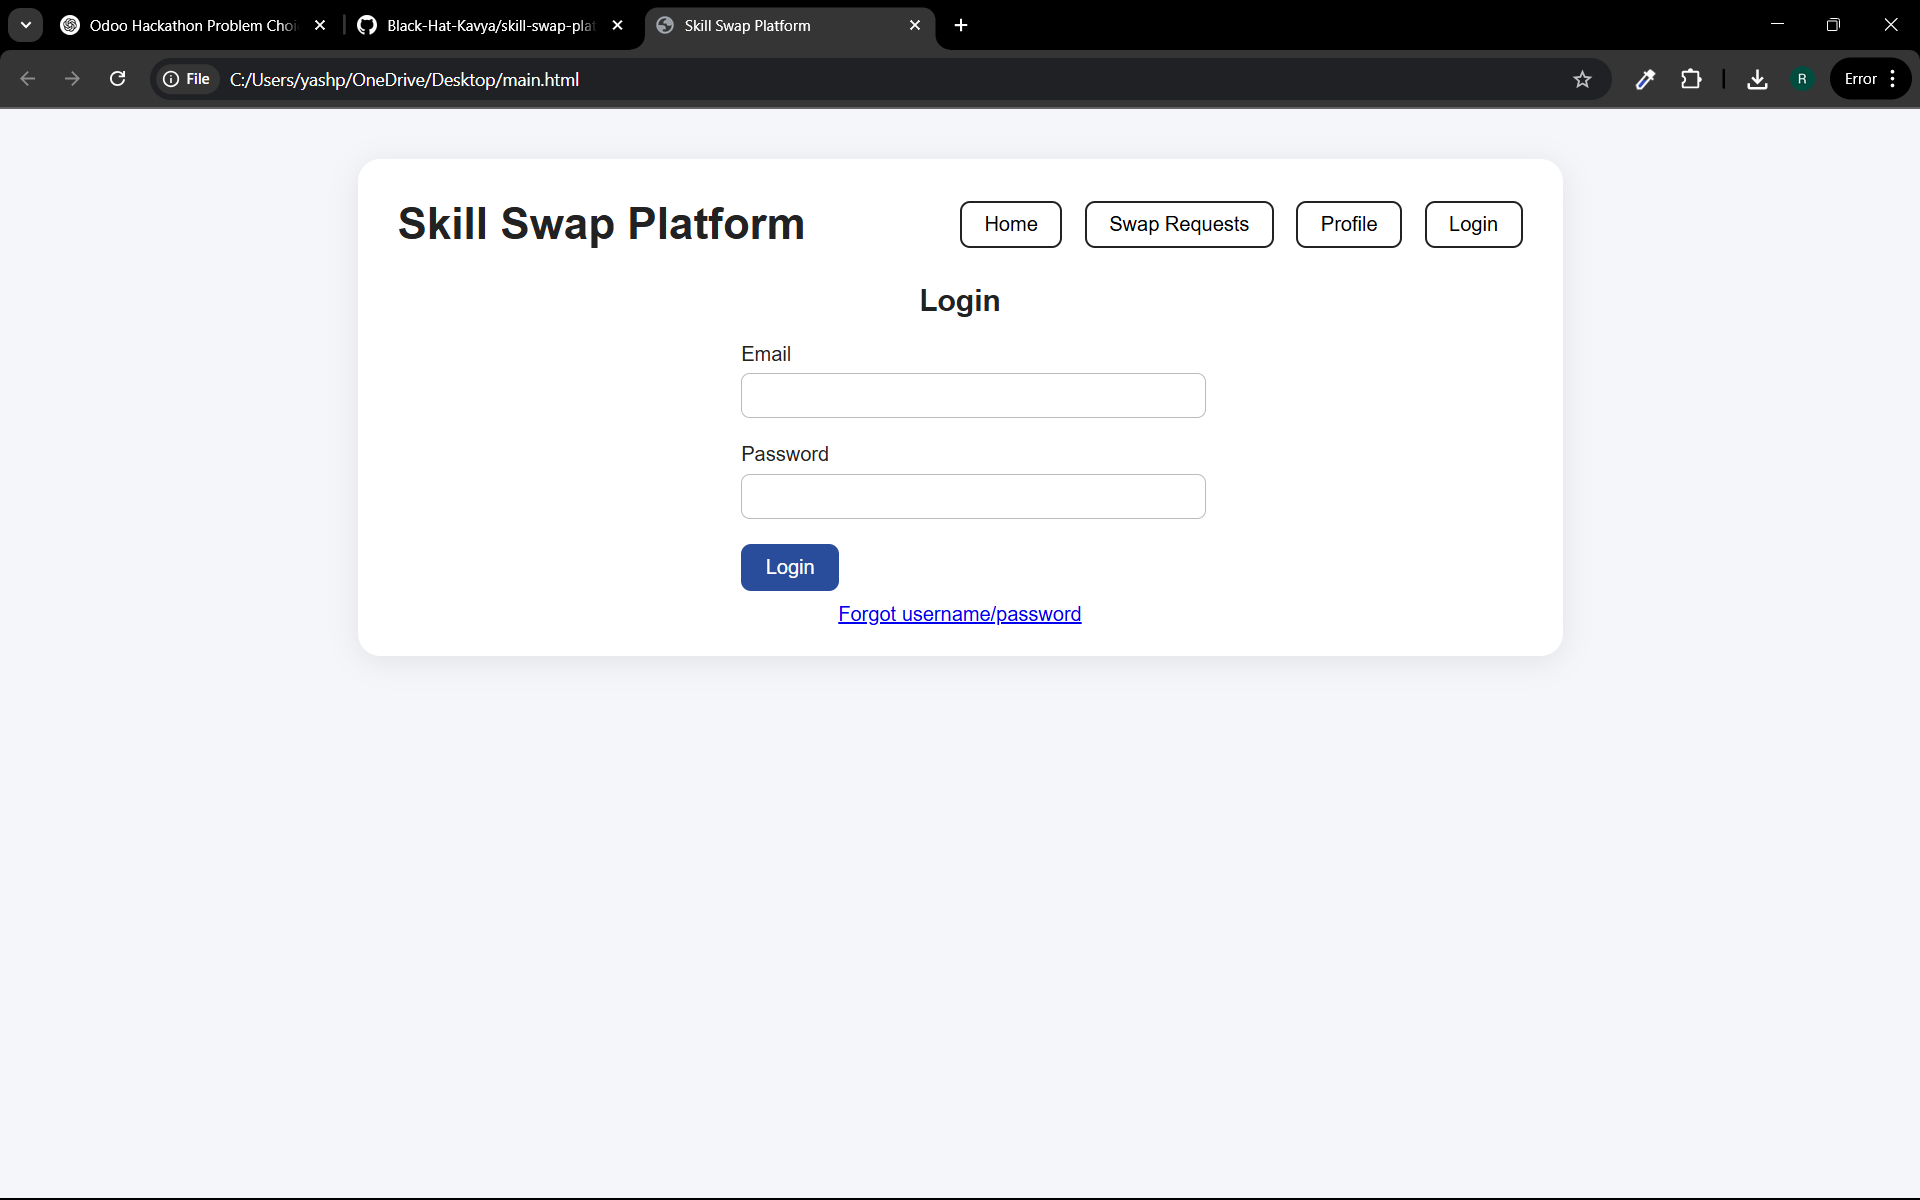 Odoo Hackathon Problem Choi
Black-Hat-Kavya/skill-swap-plat
Skill Swap Platform
File C:/Users/yashp/OneDrive/Desktop/main.html
R
Error
Skill Swap Platform
Home Swap Requests Profile Login
Login
Email
Password
Login
Forgot username/password